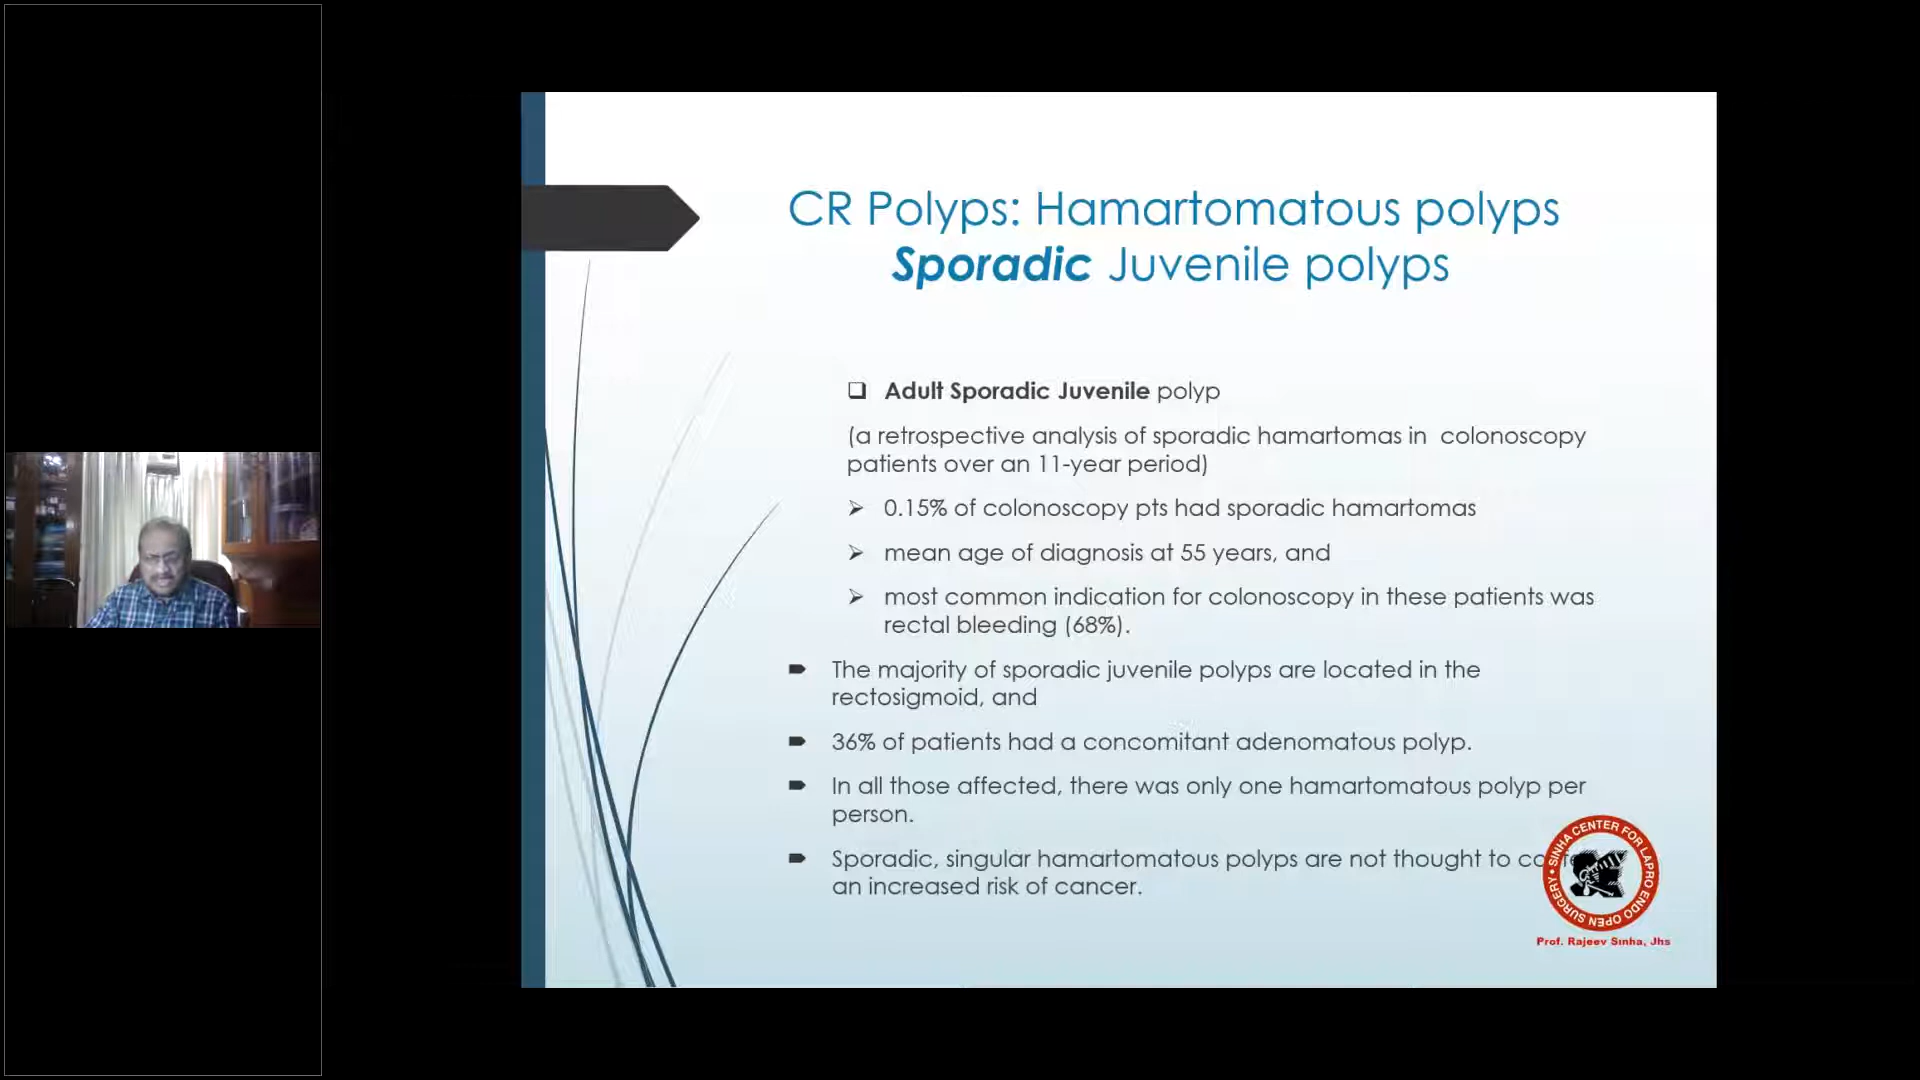 CR Polyps: Hamartomatous polyps
Sporadic Juvenile polyps
Adult Sporadic Juvenile polyp
(a retrospective analysis of sporadic hamartomas in colonoscopy
patients over an 11-year period)
0.15% of colonoscopy pts had sporadic hamartomas
mean age of diagnosis at 55 years, and
most common indication for colonoscopy in these patients was
rectal bleeding (68%).
The majority of sporadic juvenile polyps are located in the
rectosigmoid, and
36% of patients had a concomitant adenomatous polyp.
In all those affected, there was only one hamartomatous polyp per
person.
Sporadic, singular hamartomatous polyps are not thought to
an increased risk of cancer.
SINHA CENTER FOR LAPRO ENDO OPEN SURGERY
Prof. Rajeev Sinha, Jhs